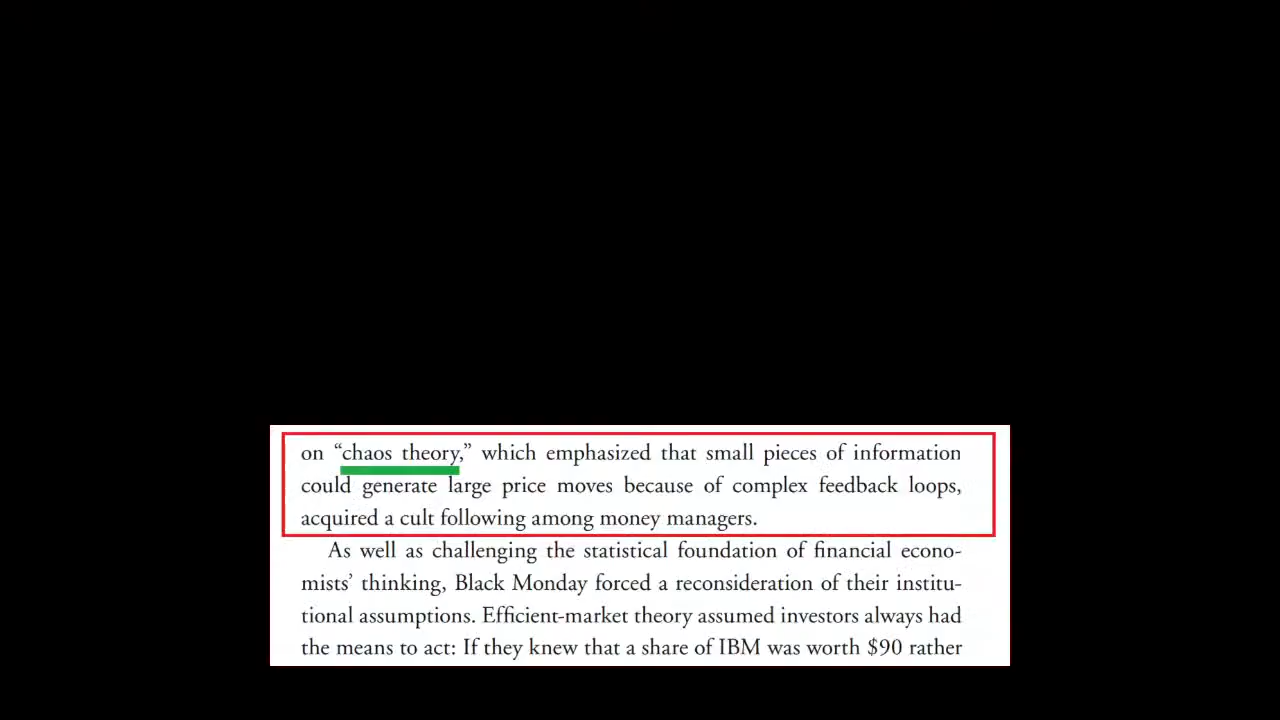 on “chaos theory,” which emphasized that small pieces of information
could generate large price moves because of complex feedback loops,
acquired a cult following among money managers.
As well as challenging the statistical foundation of financial econo-
mists’ thinking, Black Monday forced a reconsideration of their institu-
tional assumptions. Efficient-market theory assumed investors always had
the means to act: If they knew that a share of IBM was worth $90 rather